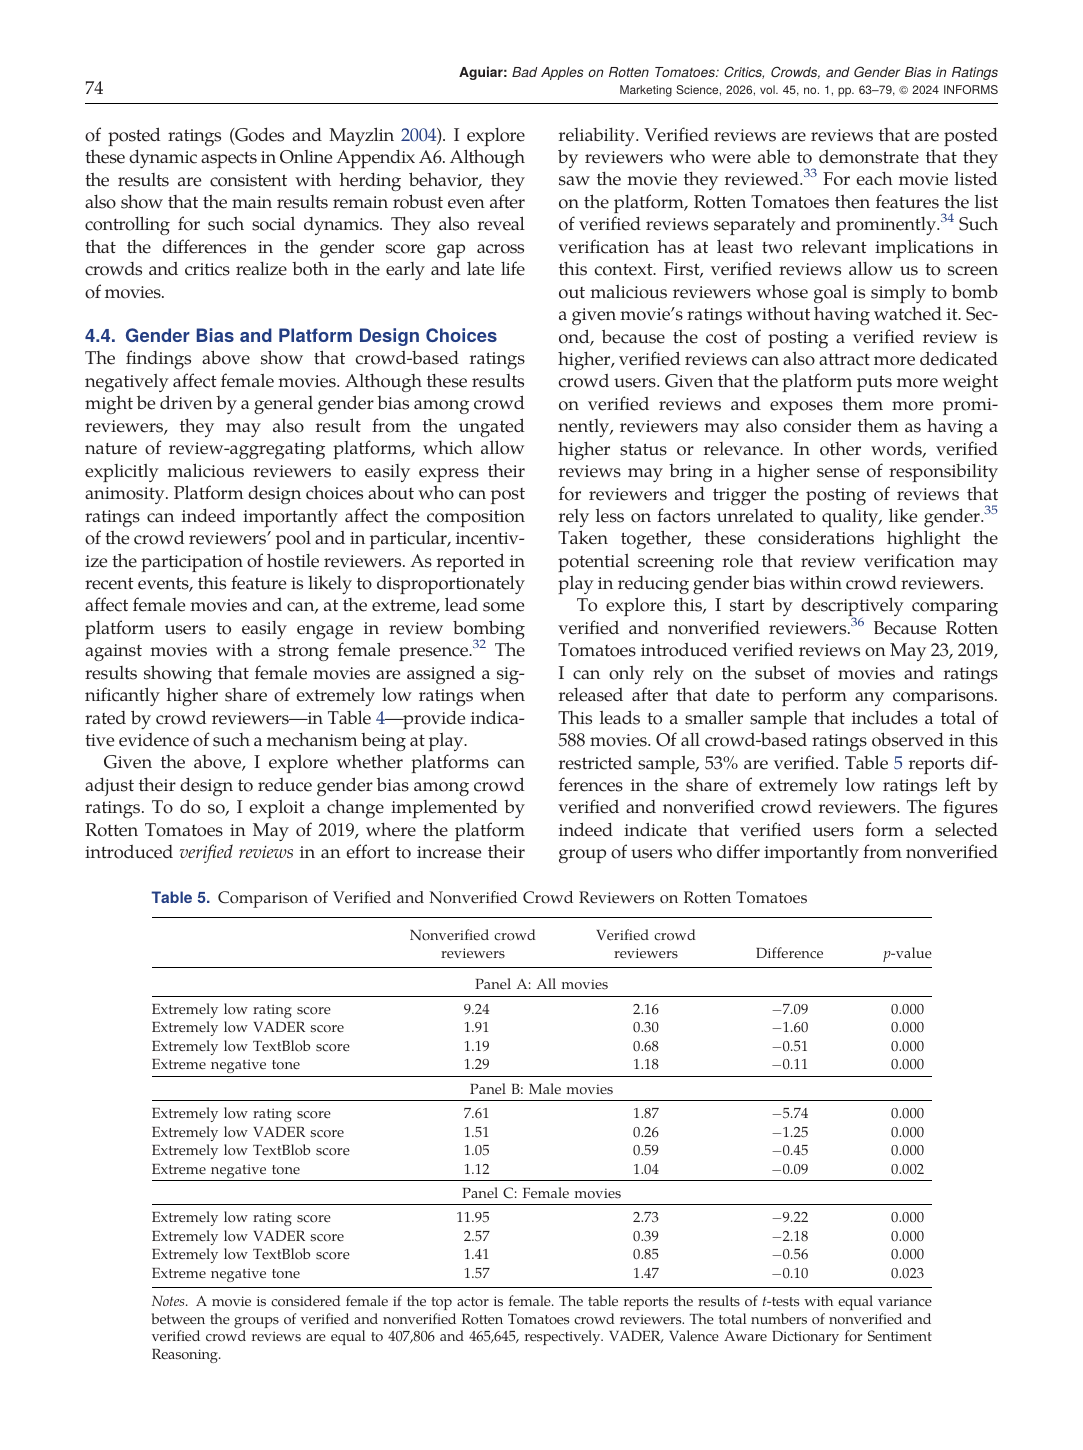 74
Aguiar: Bad Apples on Rotten Tomatoes: Critics, Crowds, and Gender Bias in Ratings
Marketing Science, 2026, vol. 45, no. 1, pp. 63–79, © 2024 INFORMS
of posted ratings (Godes and Mayzlin 2004). I explore
these dynamic aspects in Online Appendix A6. Although
the results are consistent with herding behavior, they
also show that the main results remain robust even after
controlling for such social dynamics. They also reveal
that the differences in the gender score gap across
crowds and critics realize both in the early and late life
of movies.
4.4. Gender Bias and Platform Design Choices
The findings above show that crowd-based ratings
negatively affect female movies. Although these results
might be driven by a general gender bias among crowd
reviewers, they may also result from the ungated
nature of review-aggregating platforms, which allow
explicitly malicious reviewers to easily express their
animosity. Platform design choices about who can post
ratings can indeed importantly affect the composition
of the crowd reviewers' pool and in particular, incentiv-
ize the participation of hostile reviewers. As reported in
recent events, this feature is likely to disproportionately
affect female movies and can, at the extreme, lead some
platform users to easily engage in review bombing
against movies with a strong female presence.32 The
results showing that female movies are assigned a sig-
nificantly higher share of extremely low ratings when
rated by crowd reviewers—in Table 4—provide indica-
tive evidence of such a mechanism being at play.
Given the above, I explore whether platforms can
adjust their design to reduce gender bias among crowd
ratings. To do so, I exploit a change implemented by
Rotten Tomatoes in May of 2019, where the platform
introduced verified reviews in an effort to increase their
reliability. Verified reviews are reviews that are posted
by reviewers who were able to demonstrate that they
saw the movie they reviewed.33 For each movie listed
on the platform, Rotten Tomatoes then features the list
of verified reviews separately and prominently.34 Such
verification has at least two relevant implications in
this context. First, verified reviews allow us to screen
out malicious reviewers whose goal is simply to bomb
a given movie's ratings without having watched it. Sec-
ond, because the cost of posting a verified review is
higher, verified reviews can also attract more dedicated
crowd users. Given that the platform puts more weight
on verified reviews and exposes them more promi-
nently, reviewers may also consider them as having a
higher status or relevance. In other words, verified
reviews may bring in a higher sense of responsibility
for reviewers and trigger the posting of reviews that
rely less on factors unrelated to quality, like gender.35
Taken together, these considerations highlight the
potential screening role that review verification may
play in reducing gender bias within crowd reviewers.
To explore this, I start by descriptively comparing
verified and nonverified reviewers.36 Because Rotten
Tomatoes introduced verified reviews on May 23, 2019,
I can only rely on the subset of movies and ratings
released after that date to perform any comparisons.
This leads to a smaller sample that includes a total of
588 movies. Of all crowd-based ratings observed in this
restricted sample, 53% are verified. Table 5 reports dif-
ferences in the share of extremely low ratings left by
verified and nonverified crowd reviewers. The figures
indeed indicate that verified users form a selected
group of users who differ importantly from nonverified
Table 5. Comparison of Verified and Nonverified Crowd Reviewers on Rotten Tomatoes
Nonverified crowd reviewers Verified crowd reviewers Difference p-value
Panel A: All movies
Extremely low rating score 9.24 2.16 −7.09 0.000
Extremely low VADER score 1.91 0.30 −1.60 0.000
Extremely low TextBlob score 1.19 0.68 −0.51 0.000
Extreme negative tone 1.29 1.18 −0.11 0.000
Panel B: Male movies
Extremely low rating score 7.61 1.87 −5.74 0.000
Extremely low VADER score 1.51 0.26 −1.25 0.000
Extremely low TextBlob score 1.05 0.59 −0.45 0.000
Extreme negative tone 1.12 1.04 −0.09 0.002
Panel C: Female movies
Extremely low rating score 11.95 2.73 −9.22 0.000
Extremely low VADER score 2.57 0.39 −2.18 0.000
Extremely low TextBlob score 1.41 0.85 −0.56 0.000
Extreme negative tone 1.57 1.47 −0.10 0.023
Notes. A movie is considered female if the top actor is female. The table reports the results of t-tests with equal variance
between the groups of verified and nonverified Rotten Tomatoes crowd reviewers. The total numbers of nonverified and
verified crowd reviews are equal to 407,806 and 465,645, respectively. VADER, Valence Aware Dictionary for Sentiment
Reasoning.